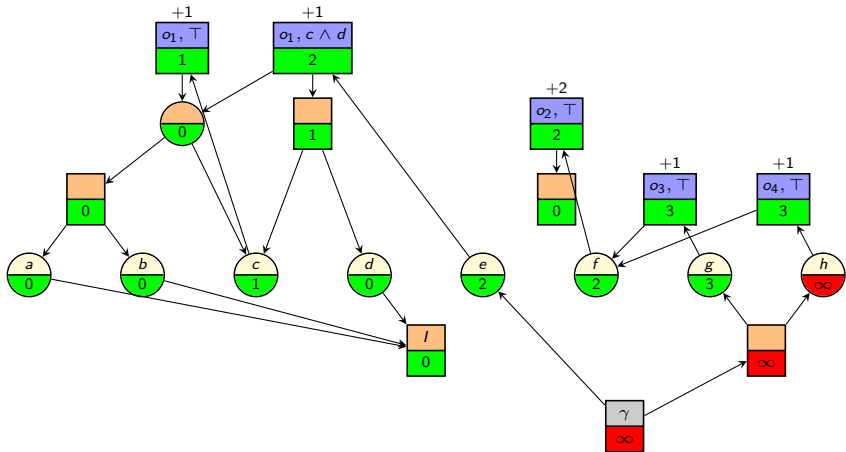 +1
+1
o₁, ⊤
1
o₁, c ∧ d
2
+2
o₂, ⊤
2
0
1
+1
+1
o₃, ⊤
3
o₄, ⊤
3
0
0
a
0
b
0
c
1
d
0
e
2
f
2
g
3
h
∞
I
0
∞
γ
∞